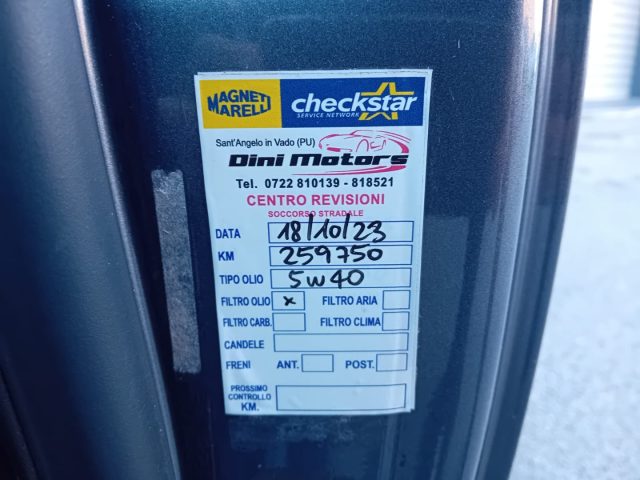 MAGNETI MARELLI
checkstar
SERVICE NETWORK
Sant'Angelo in Vado (PU)
Dini Motors
Tel. 0722 810139 - 818521
CENTRO REVISIONI
SOCCORSO STRADALE
DATA 18/10/23
KM 259750
TIPO OLIO 5W40
FILTRO OLIO x FILTRO ARIA
FILTRO CARB. FILTRO CLIMA
CANDELE
FRENI ANT. POST.
PROSSIMO
CONTROLLO
KM.